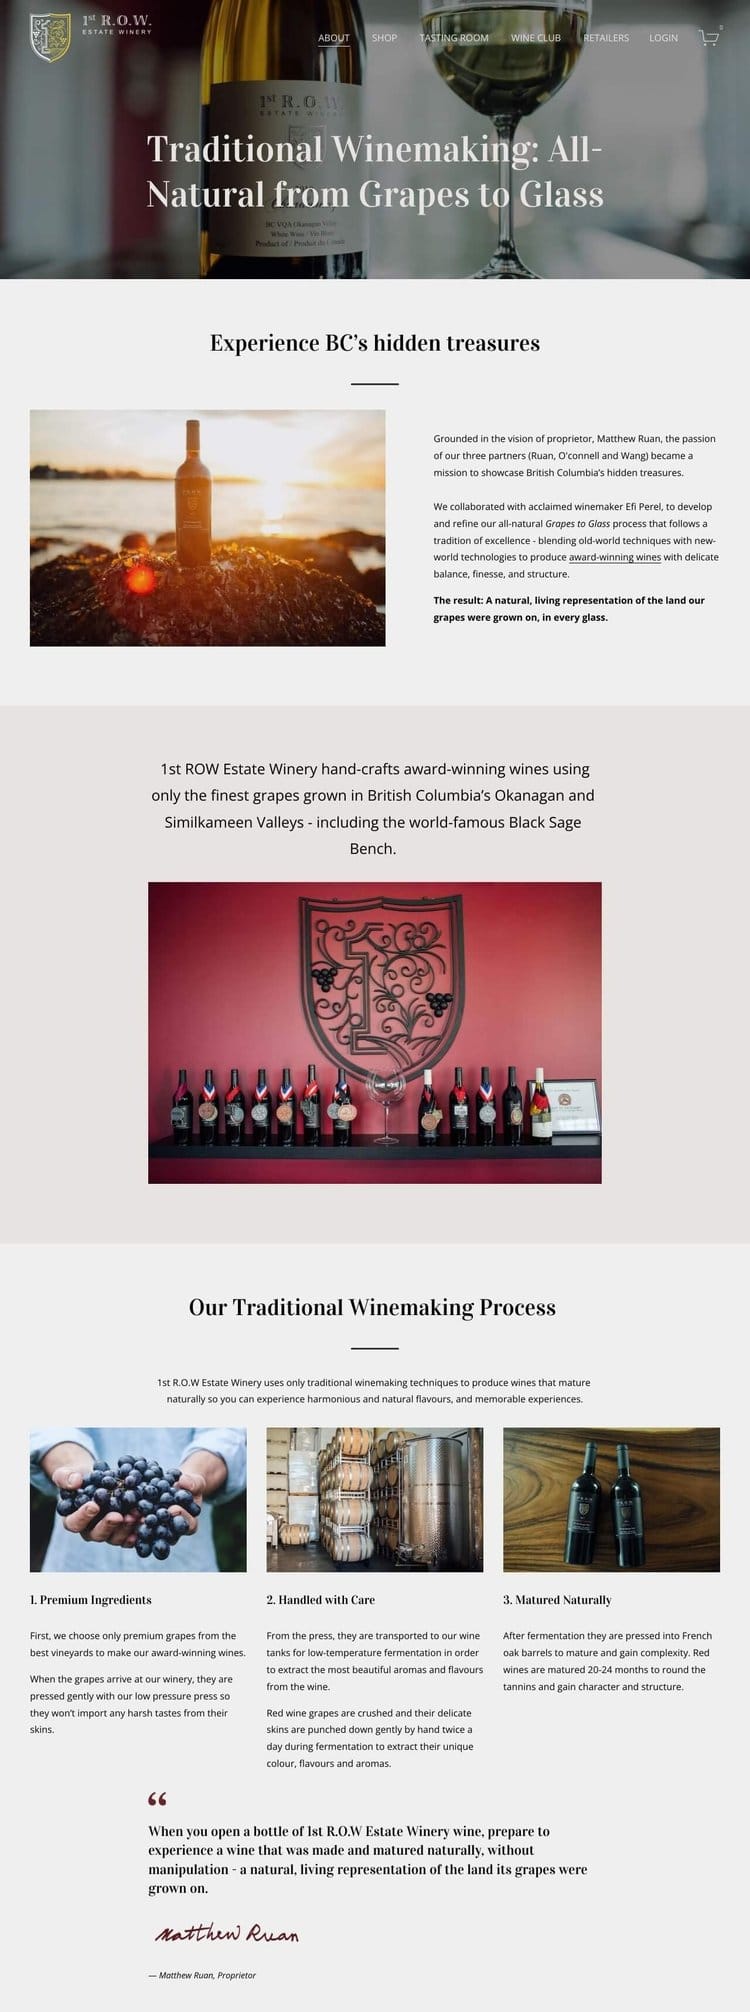 1st R.O.W.
ESTATE WINERY
ABOUT SHOP TASTING ROOM WINE CLUB RETAILERS LOGIN
0
1st R.O.W.
ESTATE WINERY
Traditional Winemaking: All-
Natural from Grapes to Glass
BC VQA Okanagan Valley
White Wine / Vin Blanc
Product of / Produit du Canada
Experience BC’s hidden treasures
Grounded in the vision of proprietor, Matthew Ruan, the passion
of our three partners (Ruan, O'connell and Wang) became a
mission to showcase British Columbia’s hidden treasures.
We collaborated with acclaimed winemaker Efi Perel, to develop
and refine our all-natural Grapes to Glass process that follows a
tradition of excellence - blending old-world techniques with new-
world technologies to produce award-winning wines with delicate
balance, finesse, and structure.
The result: A natural, living representation of the land our
grapes were grown on, in every glass.
1st ROW Estate Winery hand-crafts award-winning wines using
only the finest grapes grown in British Columbia’s Okanagan and
Similkameen Valleys - including the world-famous Black Sage
Bench.
Our Traditional Winemaking Process
1st R.O.W Estate Winery uses only traditional winemaking techniques to produce wines that mature
naturally so you can experience harmonious and natural flavours, and memorable experiences.
1. Premium Ingredients
First, we choose only premium grapes from the
best vineyards to make our award-winning wines.
When the grapes arrive at our winery, they are
pressed gently with our low pressure press so
they won’t import any harsh tastes from their
skins.
2. Handled with Care
From the press, they are transported to our wine
tanks for low-temperature fermentation in order
to extract the most beautiful aromas and flavours
from the wine.
Red wine grapes are crushed and their delicate
skins are punched down gently by hand twice a
day during fermentation to extract their unique
colour, flavours and aromas.
3. Matured Naturally
After fermentation they are pressed into French
oak barrels to mature and gain complexity. Red
wines are matured 20-24 months to round the
tannins and gain character and structure.
“
When you open a bottle of 1st R.O.W Estate Winery wine, prepare to
experience a wine that was made and matured naturally, without
manipulation - a natural, living representation of the land its grapes were
grown on.
Matthew Ruan
— Matthew Ruan, Proprietor